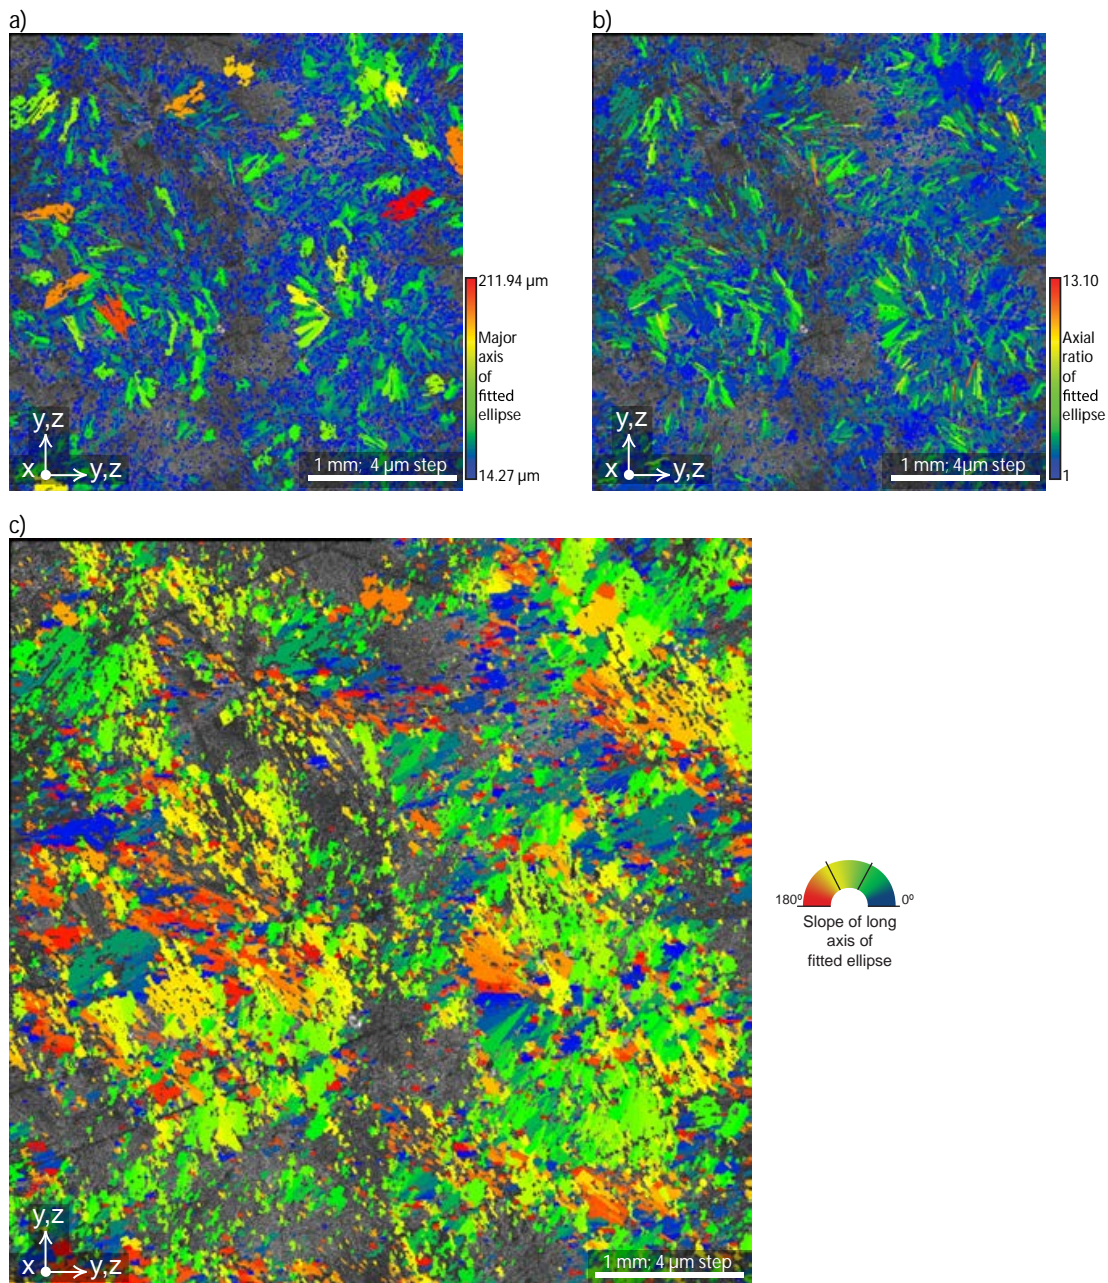 a)
211.94 µm
Major
axis
of
fitted
ellipse
14.27 µm
y,z
x
y,z
1 mm; 4 µm step
b)
13.10
Axial
ratio
of
fitted
ellipse
1
y,z
x
y,z
1 mm; 4µm step
c)
180º
0º
Slope of long
axis of
fitted ellipse
y,z
x
y,z
1 mm; 4 µm step